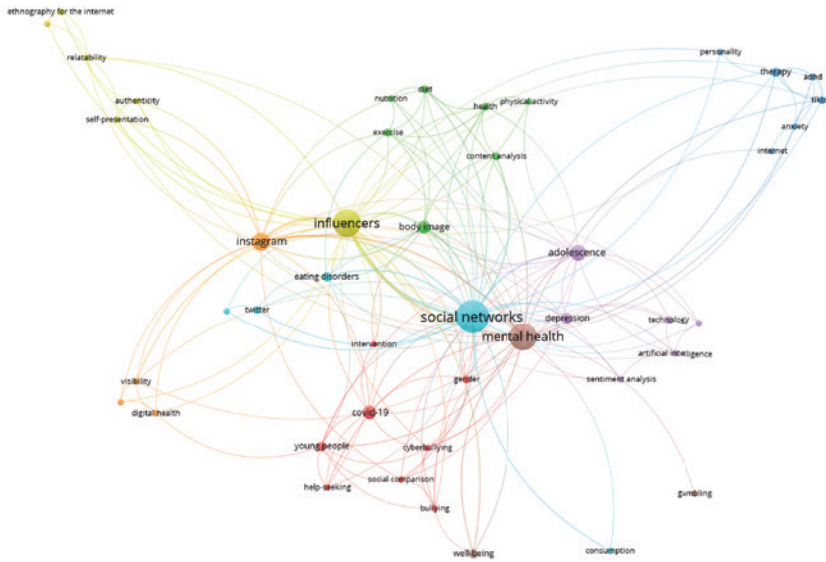 ethnography for the internet
relatability
authenticity
self-presentation
personality
therapy
adhd
anxiety
internet
diet
nutrition
health
physical activity
exercise
content analysis
influencers
instagram
body image
adolescence
eating disorders
twitter
social networks
depression
technology
mental health
intervention
artificial intelligence
gender
sentiment analysis
visibility
digital health
covid-19
young people
cyberbullying
social comparison
help-seeking
bullying
gambling
well-being
consumption